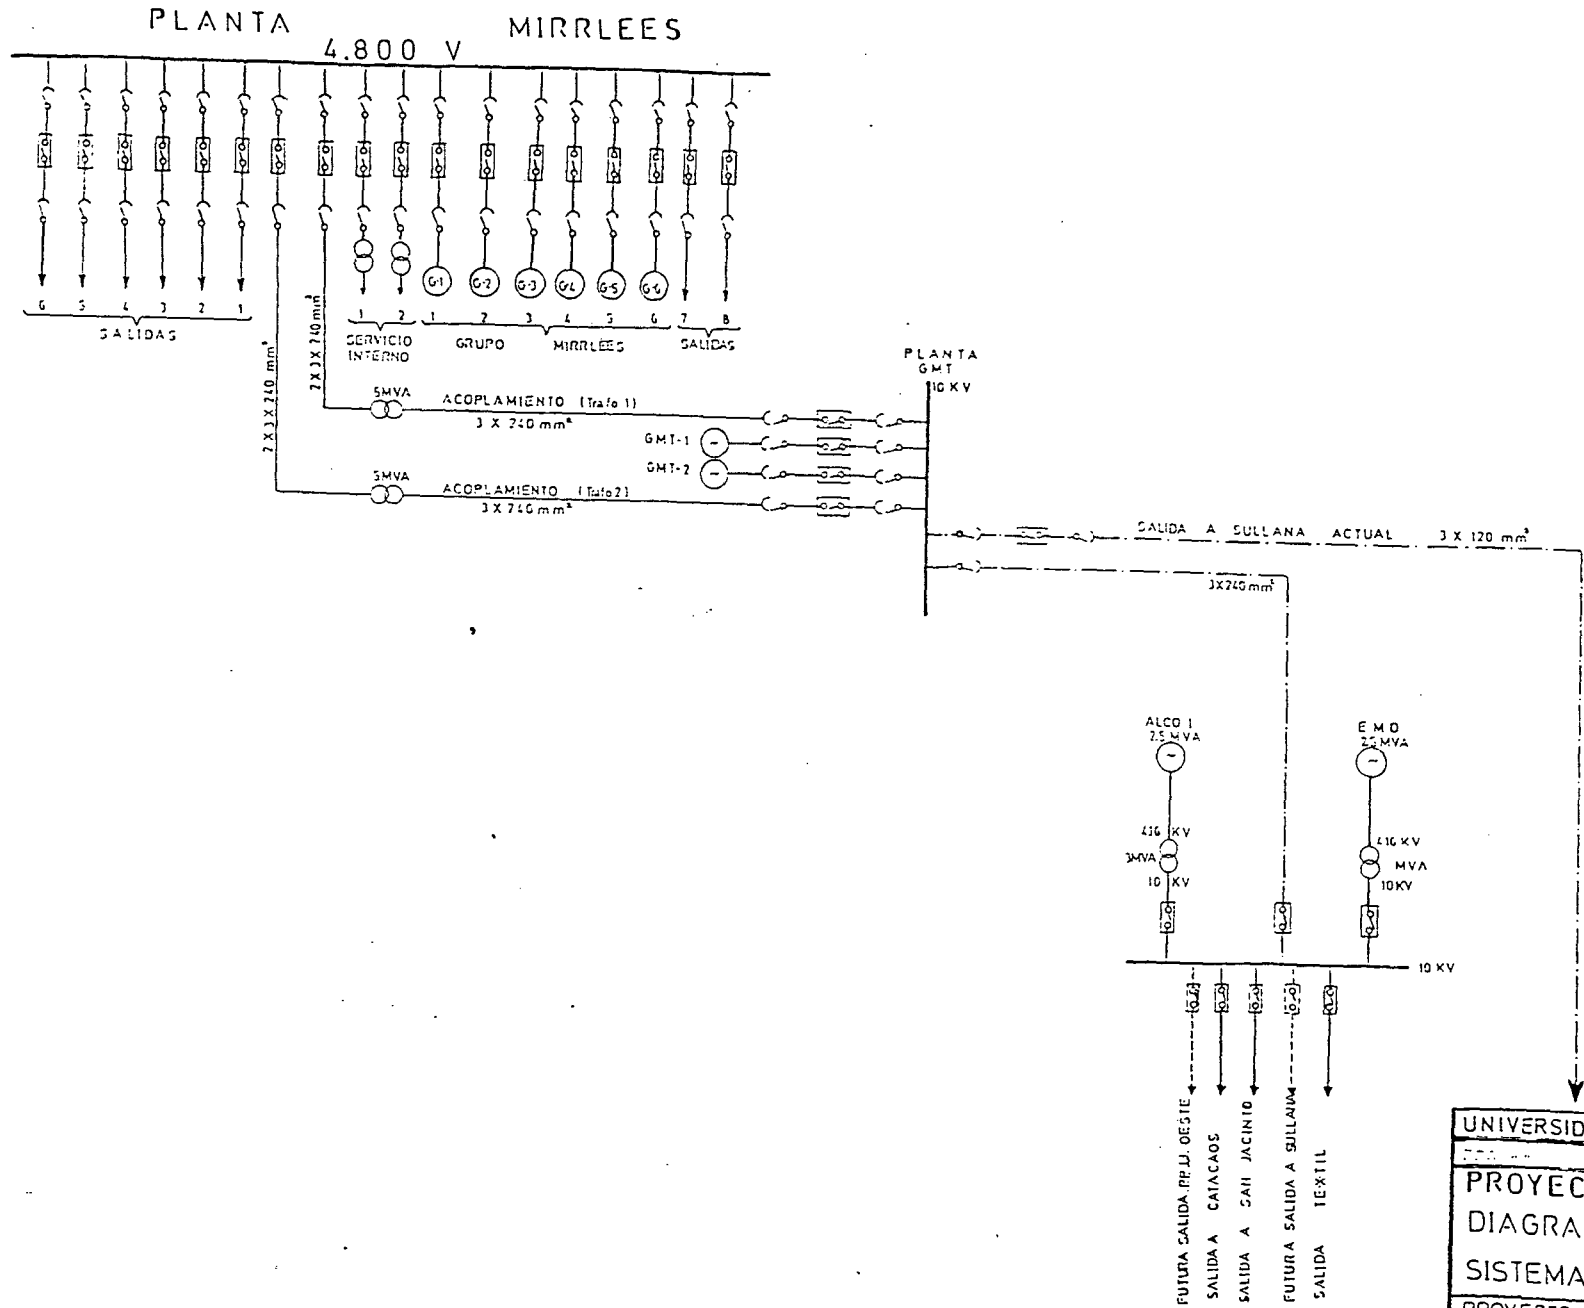 PLANTA MIRRLEES
4.800 V
G-1 G-2 G-3 G-4 G-5 G-6
6 5 4 3 2 1
SALIDAS
1 2
SERVICIO
INTERNO
1 2 3 4 5 6
GRUPO MIRRLEES
7 8
SALIDAS
2 X 3 X 240 mm²
2 X 3 X 240 mm²
PLANTA
GMT
10 KV
5MVA
ACOPLAMIENTO (Trafo 1)
3 X 240 mm²
GMT-1
GMT-2
5MVA
ACOPLAMIENTO (Trafo 2)
3 X 240 mm²
SALIDA A SULLANA ACTUAL 3 X 120 mm²
3X240 mm²
ALCO 1
2.5 MVA
E M D
MVA
KV
3MVA
10 KV
KV
MVA
10KV
10 KV
FUTURA SALIDA PP.JJ. OESTE
SALIDA A CATACAOS
SALIDA A SAN JACINTO
FUTURA SALIDA A SULLANA
SALIDA TEXTIL
UNIVERSID
PROYEC
DIAGRA
SISTEMA